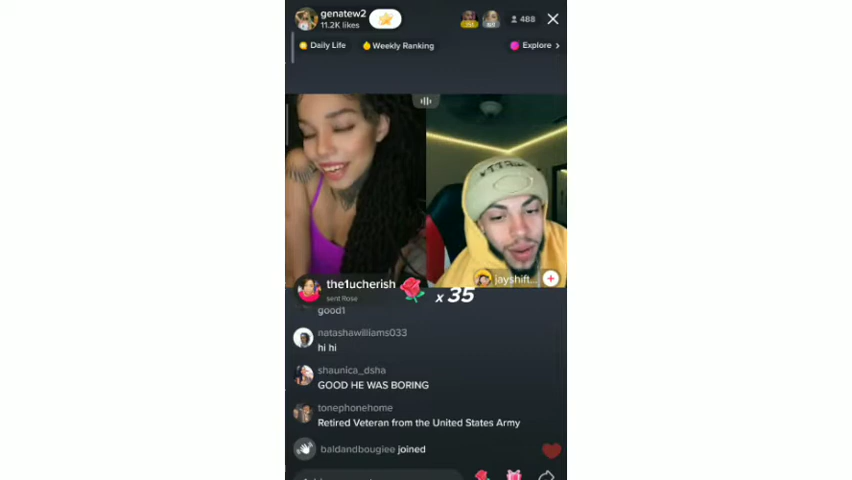 genatew2
11.2K likes
488
Daily Life
Weekly Ranking
Explore >
jayshift...
the1ucherish
sent Rose
x 35
good1
natashawilliams033
hi hi
shaunica_dsha
GOOD HE WAS BORING
tonephonehome
Retired Veteran from the United States Army
baldandbougiee joined